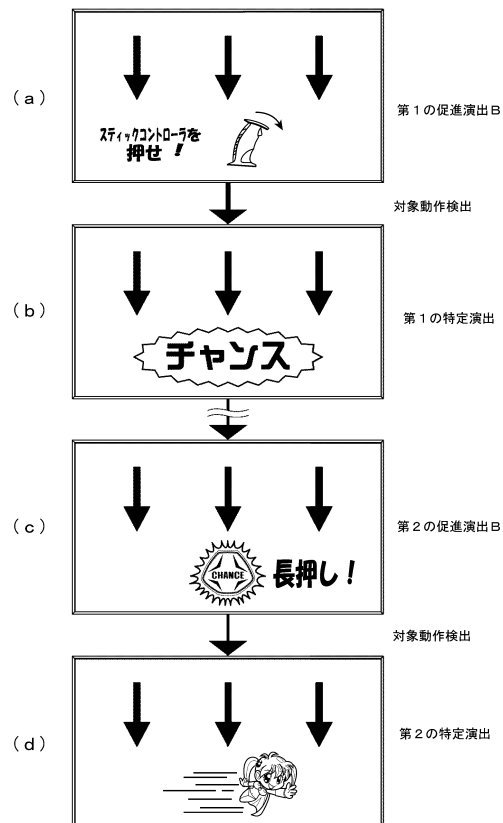 （a）
スティックコントローラを
押せ！
第１の促進演出Ｂ
対象動作検出
（b）
チャンス
第１の特定演出
（c）
CHANCE
長押し！
第２の促進演出Ｂ
対象動作検出
（d）
第２の特定演出